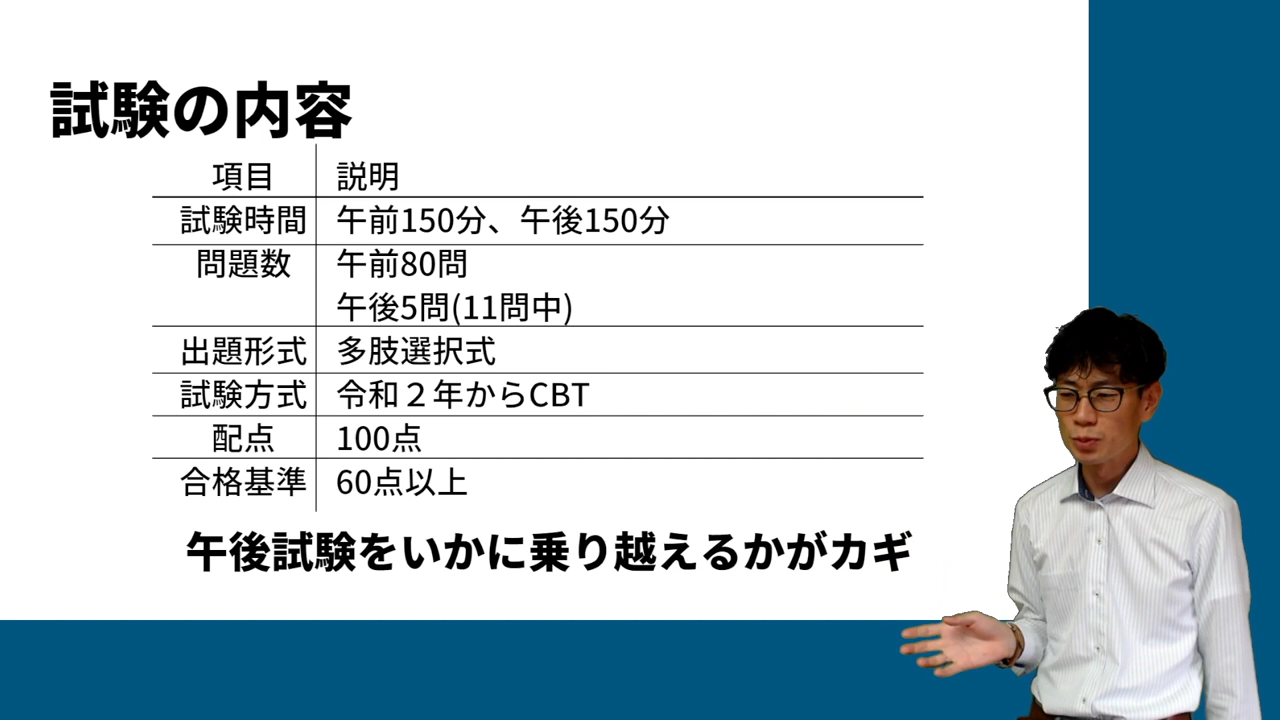 試験の内容
項目 説明
試験時間 午前150分、午後150分
問題数 午前80問
午後5問(11問中)
出題形式 多肢選択式
試験方式 令和２年からCBT
配点 100点
合格基準 60点以上
午後試験をいかに乗り越えるかがカギ